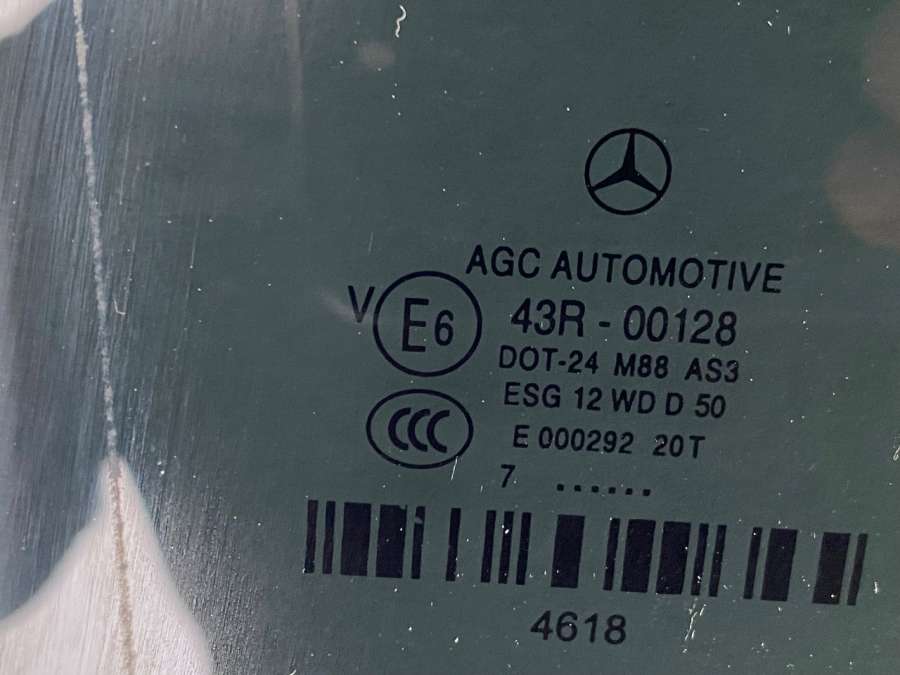 AGC AUTOMOTIVE
V E6 43R - 00128
DOT-24 M88 AS3
ESG 12 WD D 50
CCC E 000292 20T
7 ......
4618